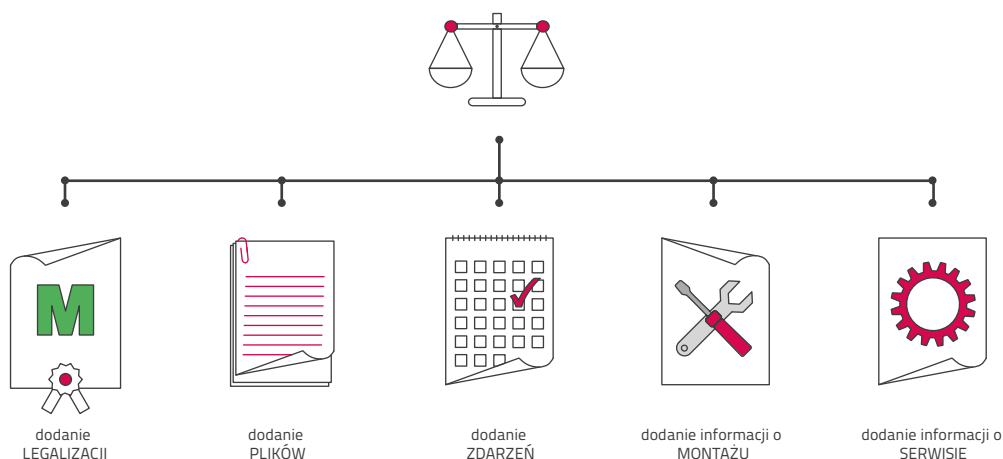 M
dodanie
LEGALIZACJI
dodanie
PLIKÓW
dodanie
ZDARZEŃ
dodanie informacji o
MONTAŻU
dodanie informacji o
SERWISIE